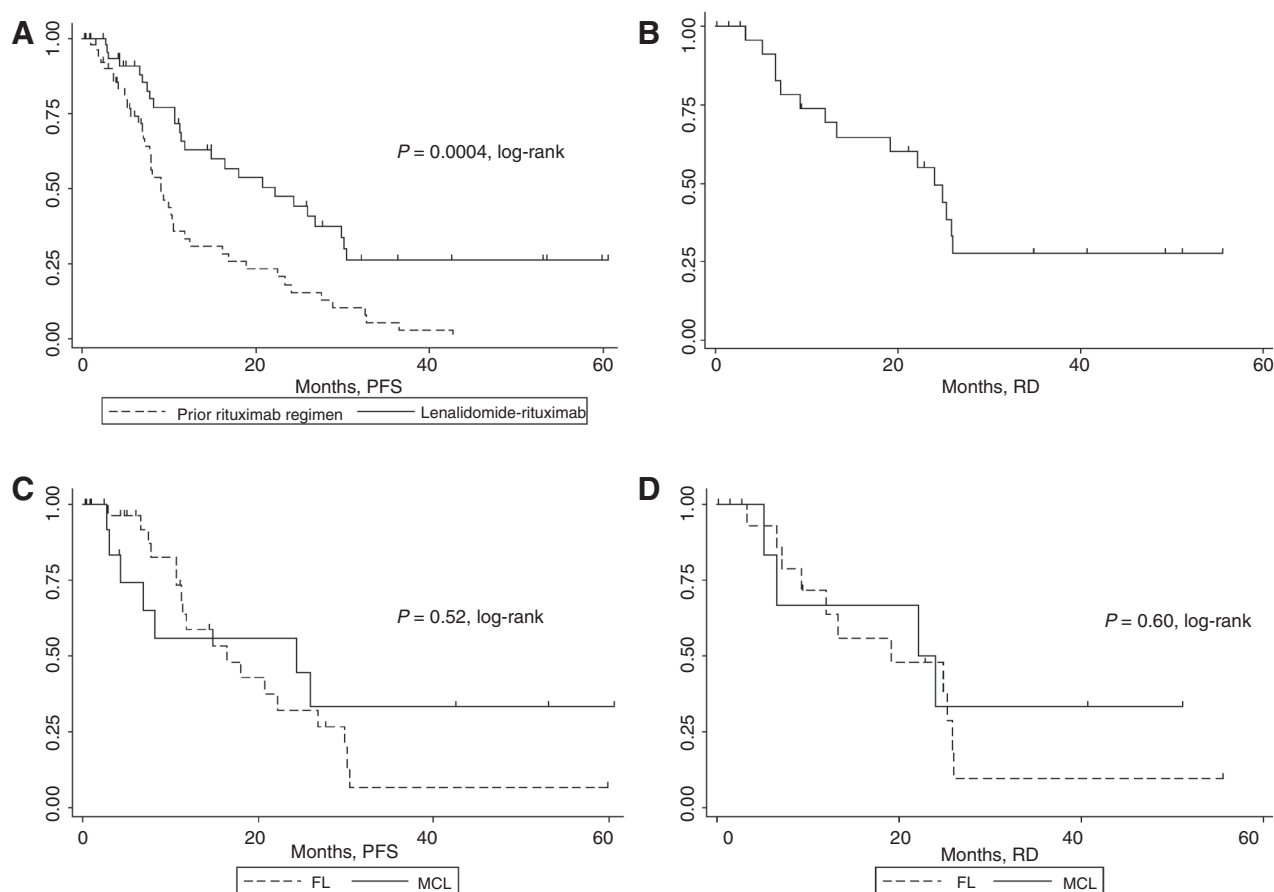 A
1.00
0.75
0.50
0.25
0.00
P = 0.0004, log-rank
0 20 40 60
Months, PFS
Prior rituximab regimen Lenalidomide-rituximab
B
1.00
0.75
0.50
0.25
0.00
0 20 40 60
Months, RD
C
1.00
0.75
0.50
0.25
0.00
P = 0.52, log-rank
0 20 40 60
Months, PFS
FL MCL
D
1.00
0.75
0.50
0.25
0.00
P = 0.60, log-rank
0 20 40 60
Months, RD
FL MCL